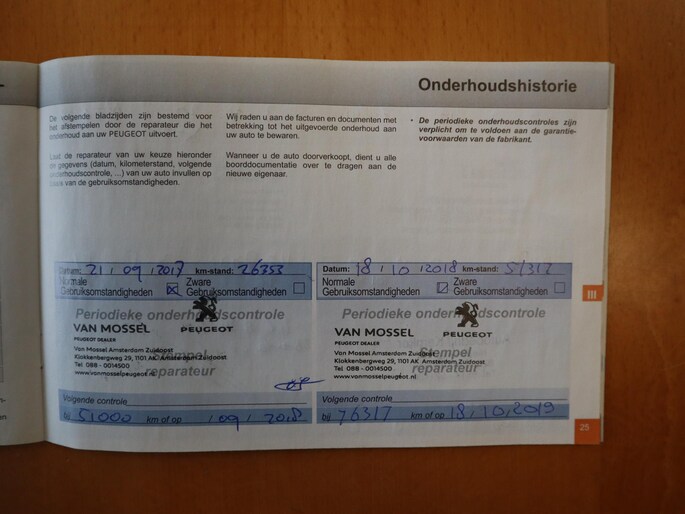 Onderhoudshistorie
De volgende bladzijden zijn bestemd voor
het afstempelen door de reparateur die het
onderhoud aan uw PEUGEOT uitvoert.
Laat de reparateur van uw keuze hieronder
de gegevens (datum, kilometerstand, volgende
onderhoudscontrole, ...) van uw auto invullen op
basis van de gebruiksomstandigheden.
Wij raden u aan de facturen en documenten met
betrekking tot het uitgevoerde onderhoud aan
uw auto te bewaren.
Wanneer u de auto doorverkoopt, dient u alle
boorddocumentatie over te dragen aan de
nieuwe eigenaar.
• De periodieke onderhoudscontroles zijn
verplicht om te voldoen aan de garantie-
voorwaarden van de fabrikant.
Datum: 21 / 09 / 2017 km-stand: 26353
Normale Gebruiksomstandigheden
Zware Gebruiksomstandigheden
Periodieke onderhoudscontrole
VAN MOSSEL
PEUGEOT DEALER
PEUGEOT
Van Mossel Amsterdam Zuidoost
Klokkenbergweg 29, 1101 AK Amsterdam Zuidoost
Tel 088 - 0014500
www.vanmosselpeugeot.nl
Stempel
reparateur
Volgende controle
bij 51000 km of op / 09 / 2018
Datum: 18 / 10 / 2018 km-stand: 51317
Normale Gebruiksomstandigheden
Zware Gebruiksomstandigheden
Periodieke onderhoudscontrole
VAN MOSSEL
PEUGEOT DEALER
PEUGEOT
Van Mossel Amsterdam Zuidoost
Klokkenbergweg 29, 1101 AK Amsterdam Zuidoost
Tel 088 - 0014500
www.vanmosselpeugeot.nl
Stempel
reparateur
Volgende controle
bij 76317 km of op 18 / 10 / 2019
III
25